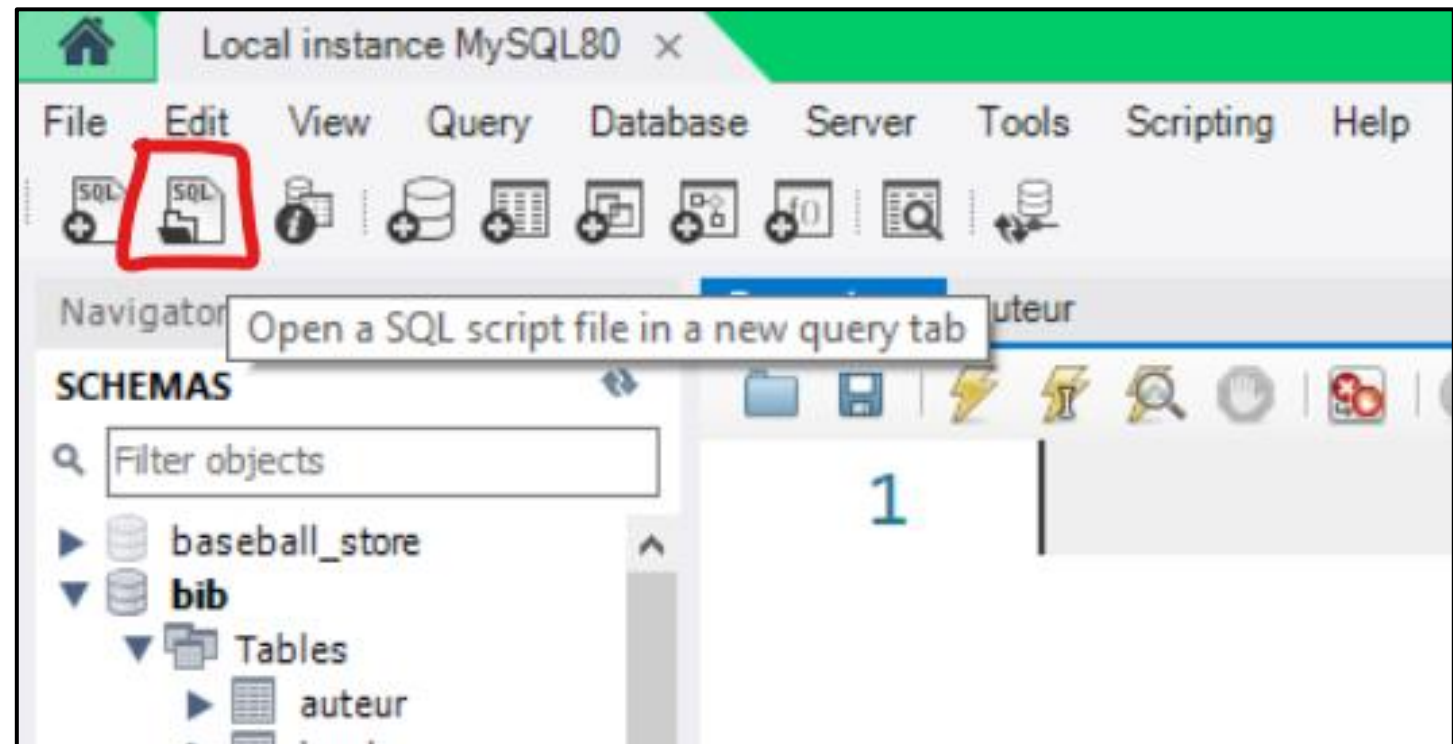 Local instance MySQL80 ×
File Edit View Query Database Server Tools Scripting Help
SQL SQL f()
Navigator uteur
Open a SQL script file in a new query tab
SCHEMAS
Filter objects
1
baseball_store
bib
Tables
auteur